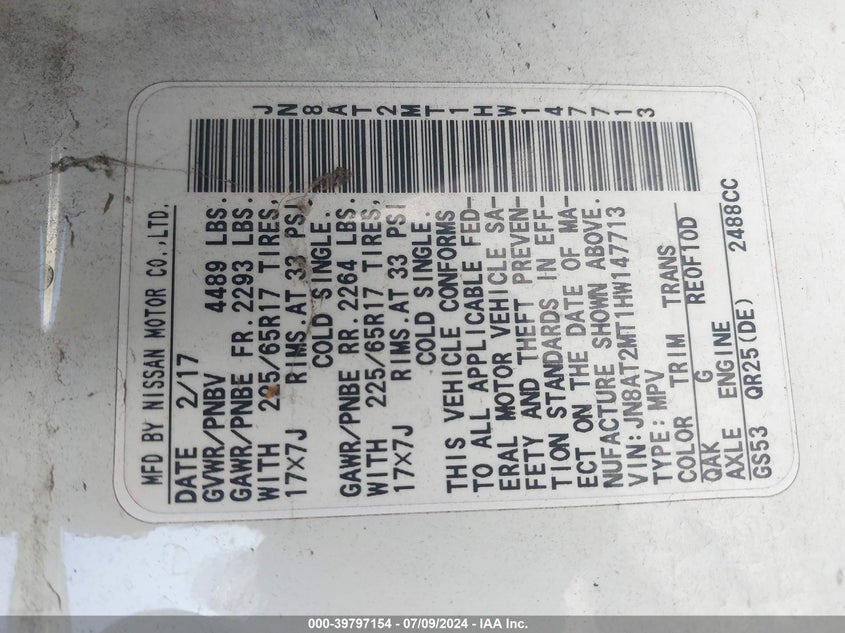 JN8AT2MT1HW147713
MFD BY NISSAN MOTOR CO.,LTD.
DATE 2/17
GVWR/PNBV 4489 LBS.
GAWR/PNBE FR. 2293 LBS.
WITH 225/65R17 TIRES,
17X7J RIMS.AT 33 PSI
COLD SINGLE.
GAWR/PNBE RR. 2264 LBS.
WITH 225/65R17 TIRES,
17X7J RIMS.AT 33 PSI
COLD SINGLE.
THIS VEHICLE CONFORMS
TO ALL APPLICABLE FED-
ERAL MOTOR VEHICLE SA-
FETY AND THEFT PREVEN-
TION STANDARDS IN EFF-
ECT ON THE DATE OF MA-
NUFACTURE SHOWN ABOVE.
VIN:JN8AT2MT1HW147713
TYPE: MPV
COLOR TRIM TRANS
QAK G RE0F10D
AXLE ENGINE
GS53 QR25(DE) 2488CC
000-39797154 - 07/09/2024 - IAA Inc.